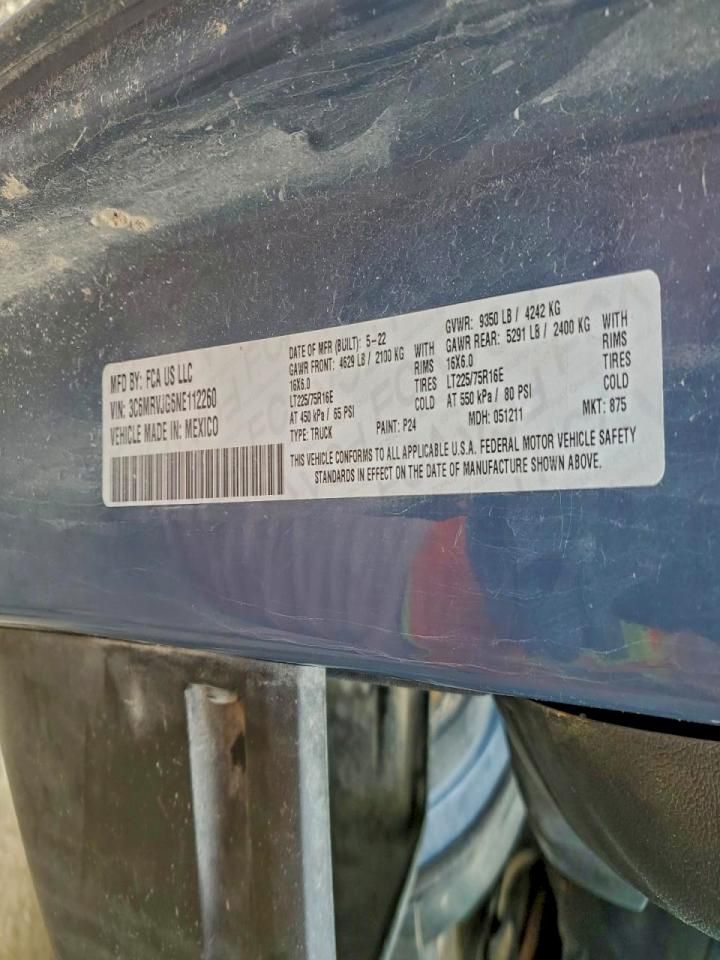 MFD BY: FCA US LLC
VIN: 3C6MRVJG6NE112260
VEHICLE MADE IN: MEXICO
DATE OF MFR (BUILT): 5-22
GAWR FRONT: 4629 LB / 2100 KG WITH
16X6.0 RIMS
LT225/75R16E TIRES
AT 450 kPa / 65 PSI COLD
TYPE: TRUCK PAINT: P24
GVWR: 9350 LB / 4242 KG
GAWR REAR: 5291 LB / 2400 KG WITH
16X6.0 RIMS
LT225/75R16E TIRES
AT 550 kPa / 80 PSI COLD
MDH: 051211 MKT: 875
THIS VEHICLE CONFORMS TO ALL APPLICABLE U.S.A. FEDERAL MOTOR VEHICLE SAFETY
STANDARDS IN EFFECT ON THE DATE OF MANUFACTURE SHOWN ABOVE.